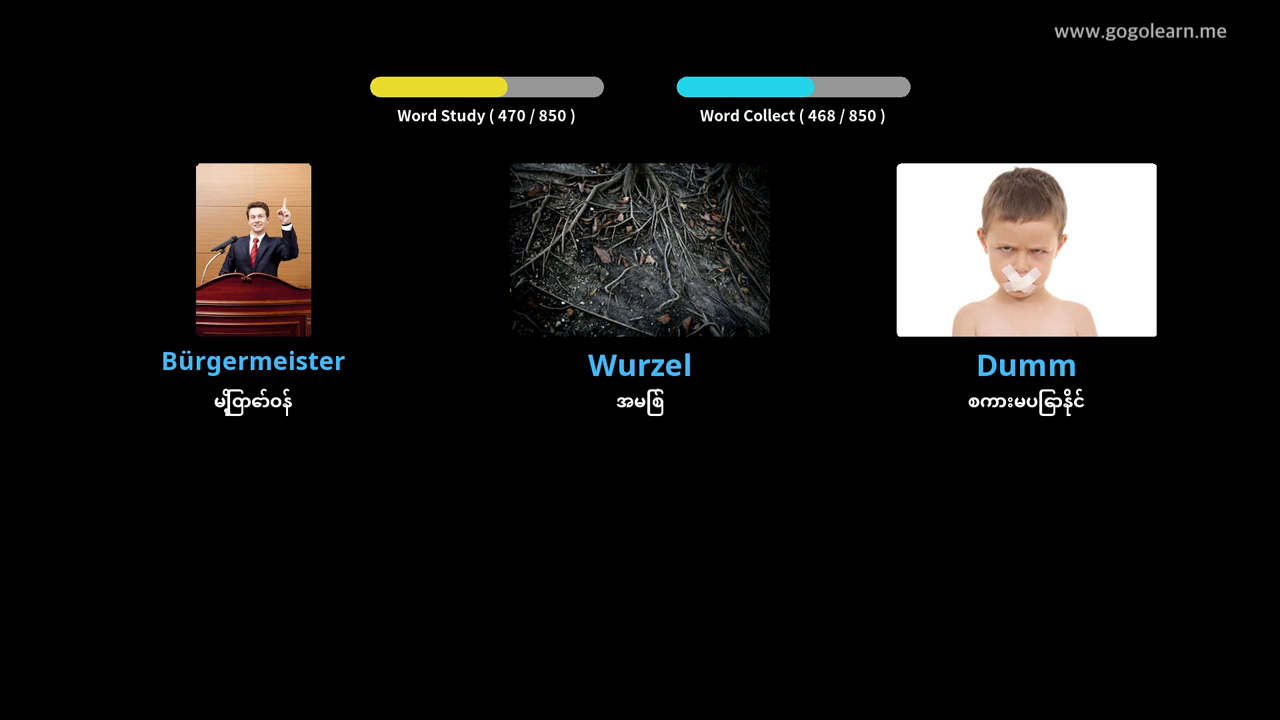 www.gogolearn.me
Word Study ( 470 / 850 )
Word Collect ( 468 / 850 )
Bürgermeister
Wurzel
Dumm
မြို့တော်ဝန်
အမြစ်
စကားမပြောနိုင်